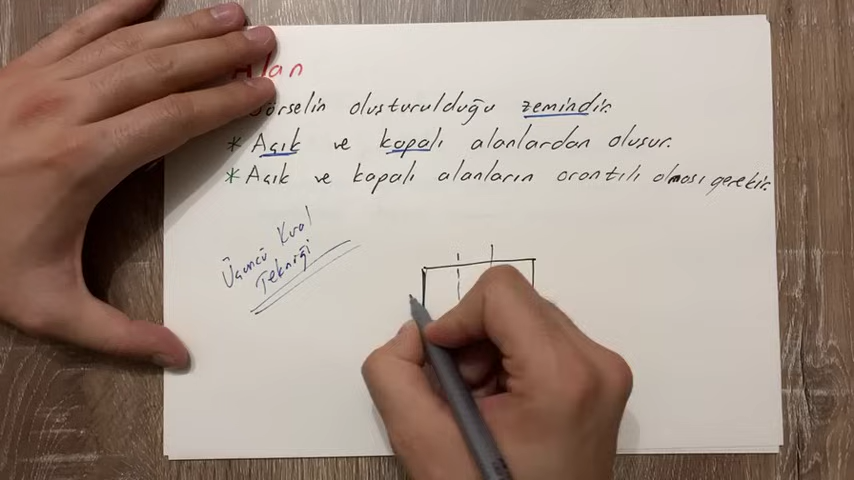 Alan
Görselin oluşturulduğu zemindir.
* Açık ve kapalı alanlardan oluşur.
* Açık ve kapalı alanların orantılı olması gerekir.
Üçüncü Kural
Tekniği